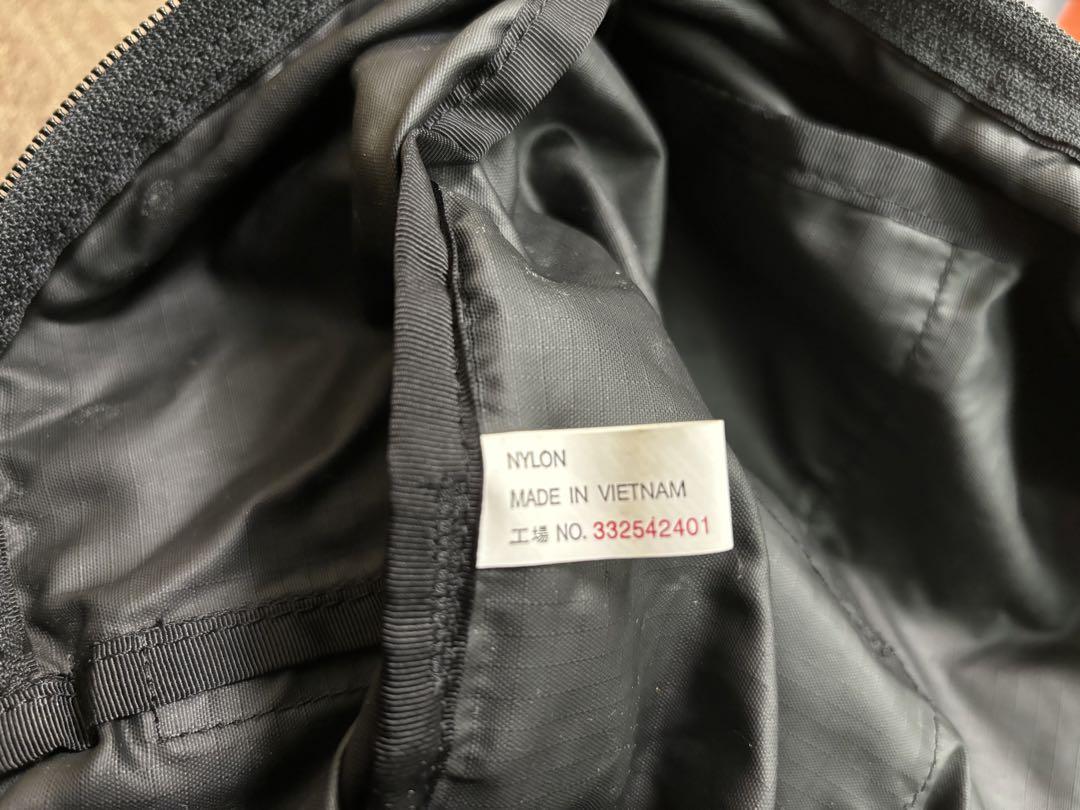 NYLON
MADE IN VIETNAM
工場 NO. 332542401